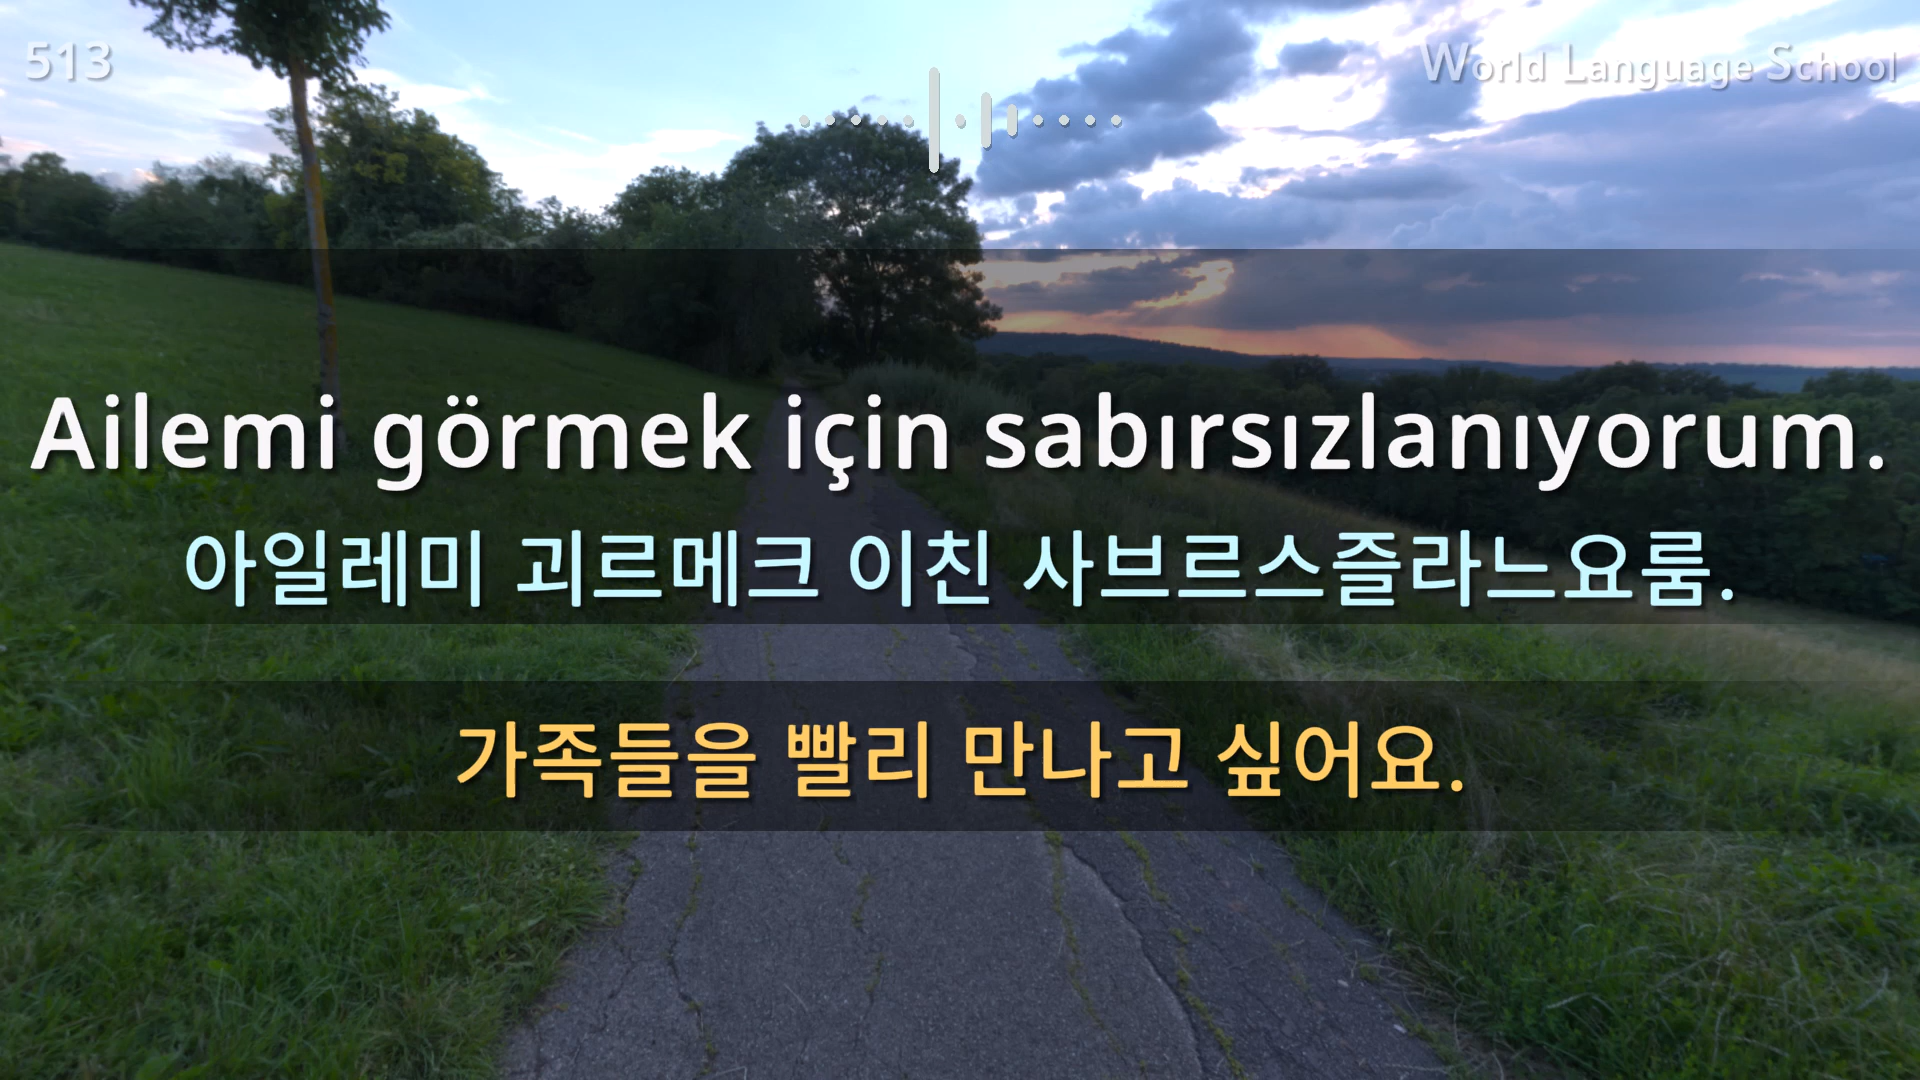 513
World Language School
Ailemi görmek için sabırsızlanıyorum.
아일레미 괴르메크 이친 사브르스즐라느요룸.
가족들을 빨리 만나고 싶어요.